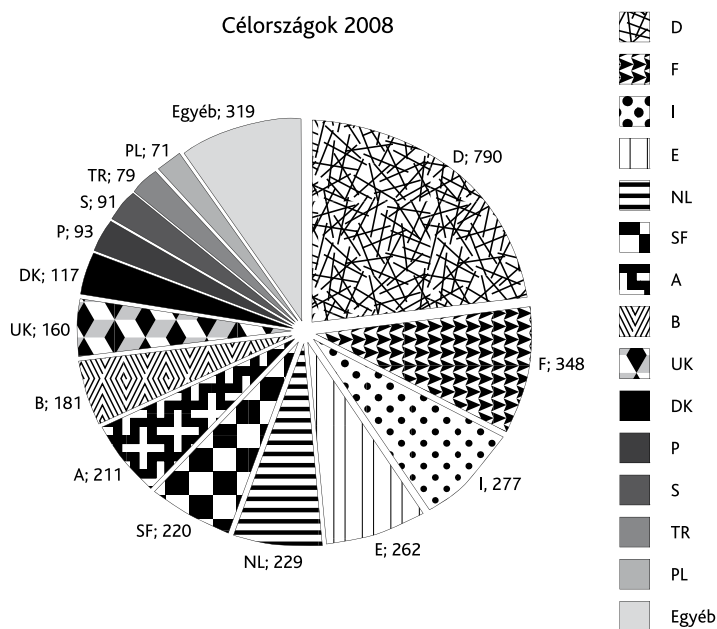 Célországok 2008
Egyéb; 319
PL; 71
TR; 79
S; 91
P; 93
DK; 117
UK; 160
B; 181
A; 211
SF; 220
NL; 229
E; 262
I, 277
F; 348
D; 790
D
F
I
E
NL
SF
A
B
UK
DK
P
S
TR
PL
Egyéb